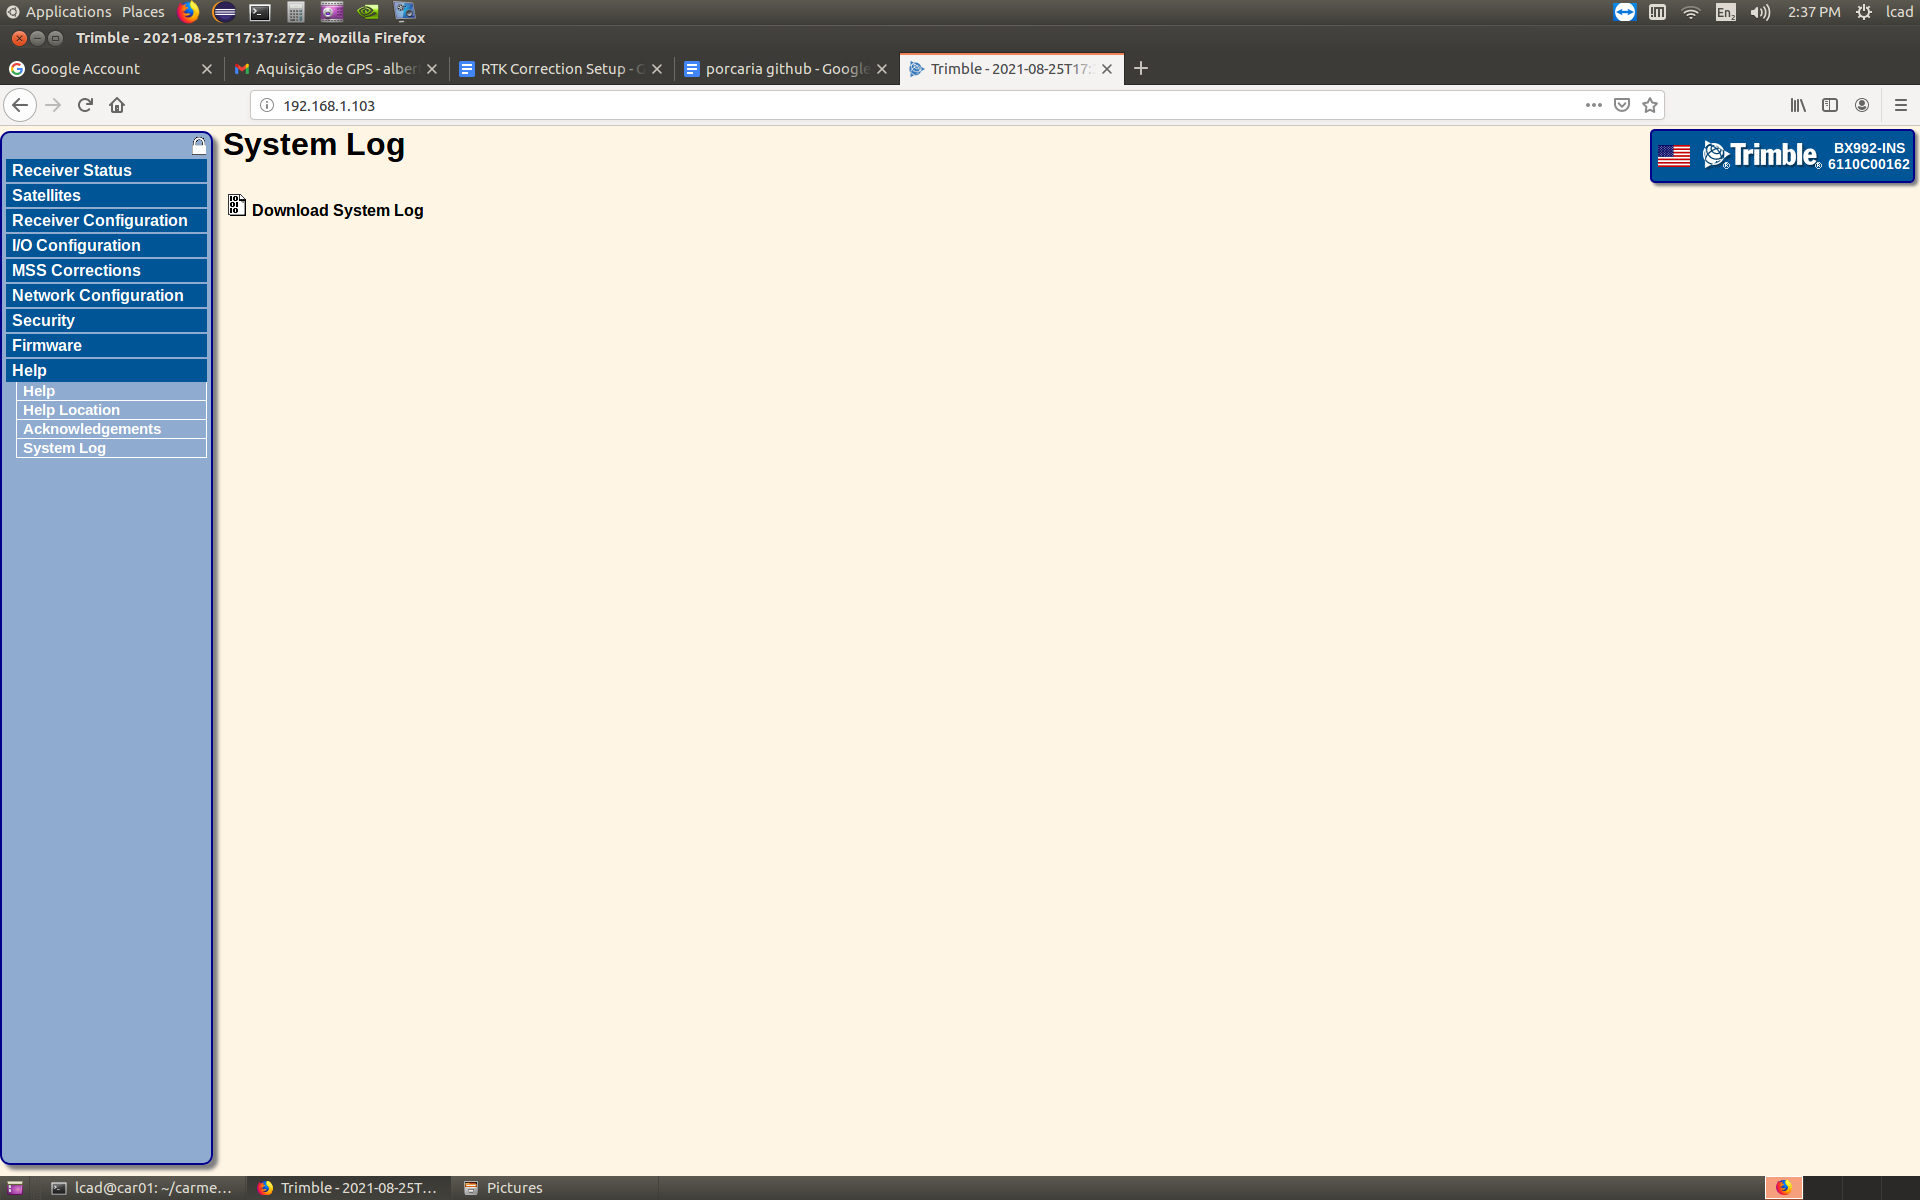 Applications Places
En2
2:37 PM
lcad
Trimble - 2021-08-25T17:37:27Z - Mozilla Firefox
Google Account
Aquisição de GPS - alber
RTK Correction Setup - G
porcaria github - Google
Trimble - 2021-08-25T17:
192.168.1.103
System Log
Trimble
BX992-INS
6110C00162
Download System Log
Receiver Status
Satellites
Receiver Configuration
I/O Configuration
MSS Corrections
Network Configuration
Security
Firmware
Help
Help
Help Location
Acknowledgements
System Log
lcad@car01: ~/carme...
Trimble - 2021-08-25T...
Pictures